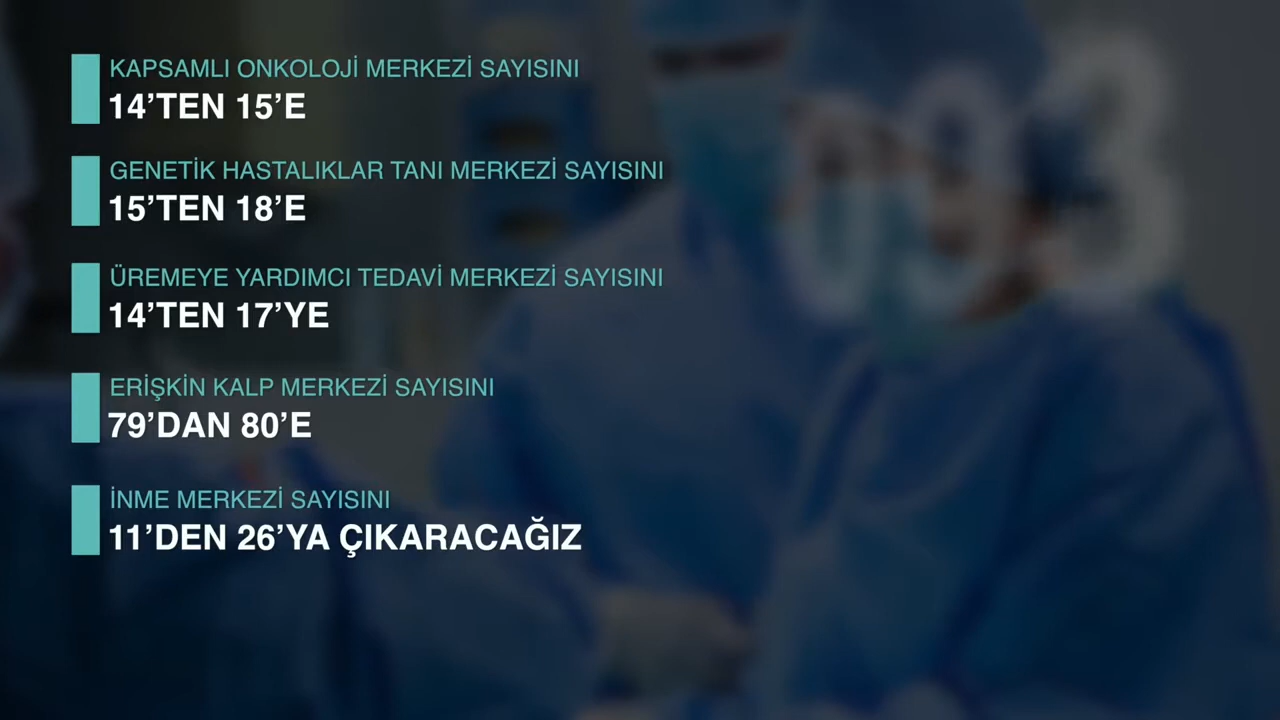 KAPSAMLI ONKOLOJİ MERKEZİ SAYISINI
14’TEN 15’E
GENETİK HASTALIKLAR TANI MERKEZİ SAYISINI
15’TEN 18’E
ÜREMEYE YARDIMCI TEDAVİ MERKEZİ SAYISINI
14’TEN 17’YE
ERİŞKİN KALP MERKEZİ SAYISINI
79’DAN 80’E
İNME MERKEZİ SAYISINI
11’DEN 26’YA ÇIKARACAĞIZ